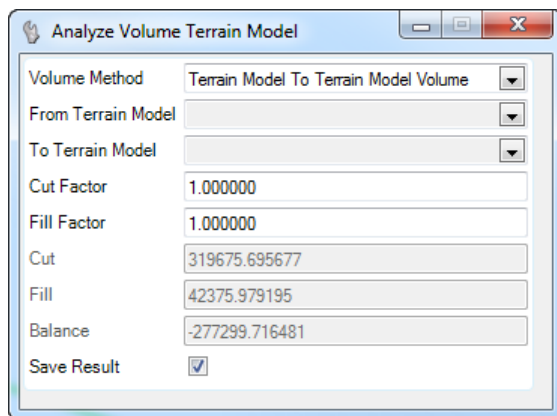 Analyze Volume Terrain Model
Volume Method Terrain Model To Terrain Model Volume
From Terrain Model
To Terrain Model
Cut Factor 1.000000
Fill Factor 1.000000
Cut 319675.695677
Fill 42375.979195
Balance -277299.716481
Save Result